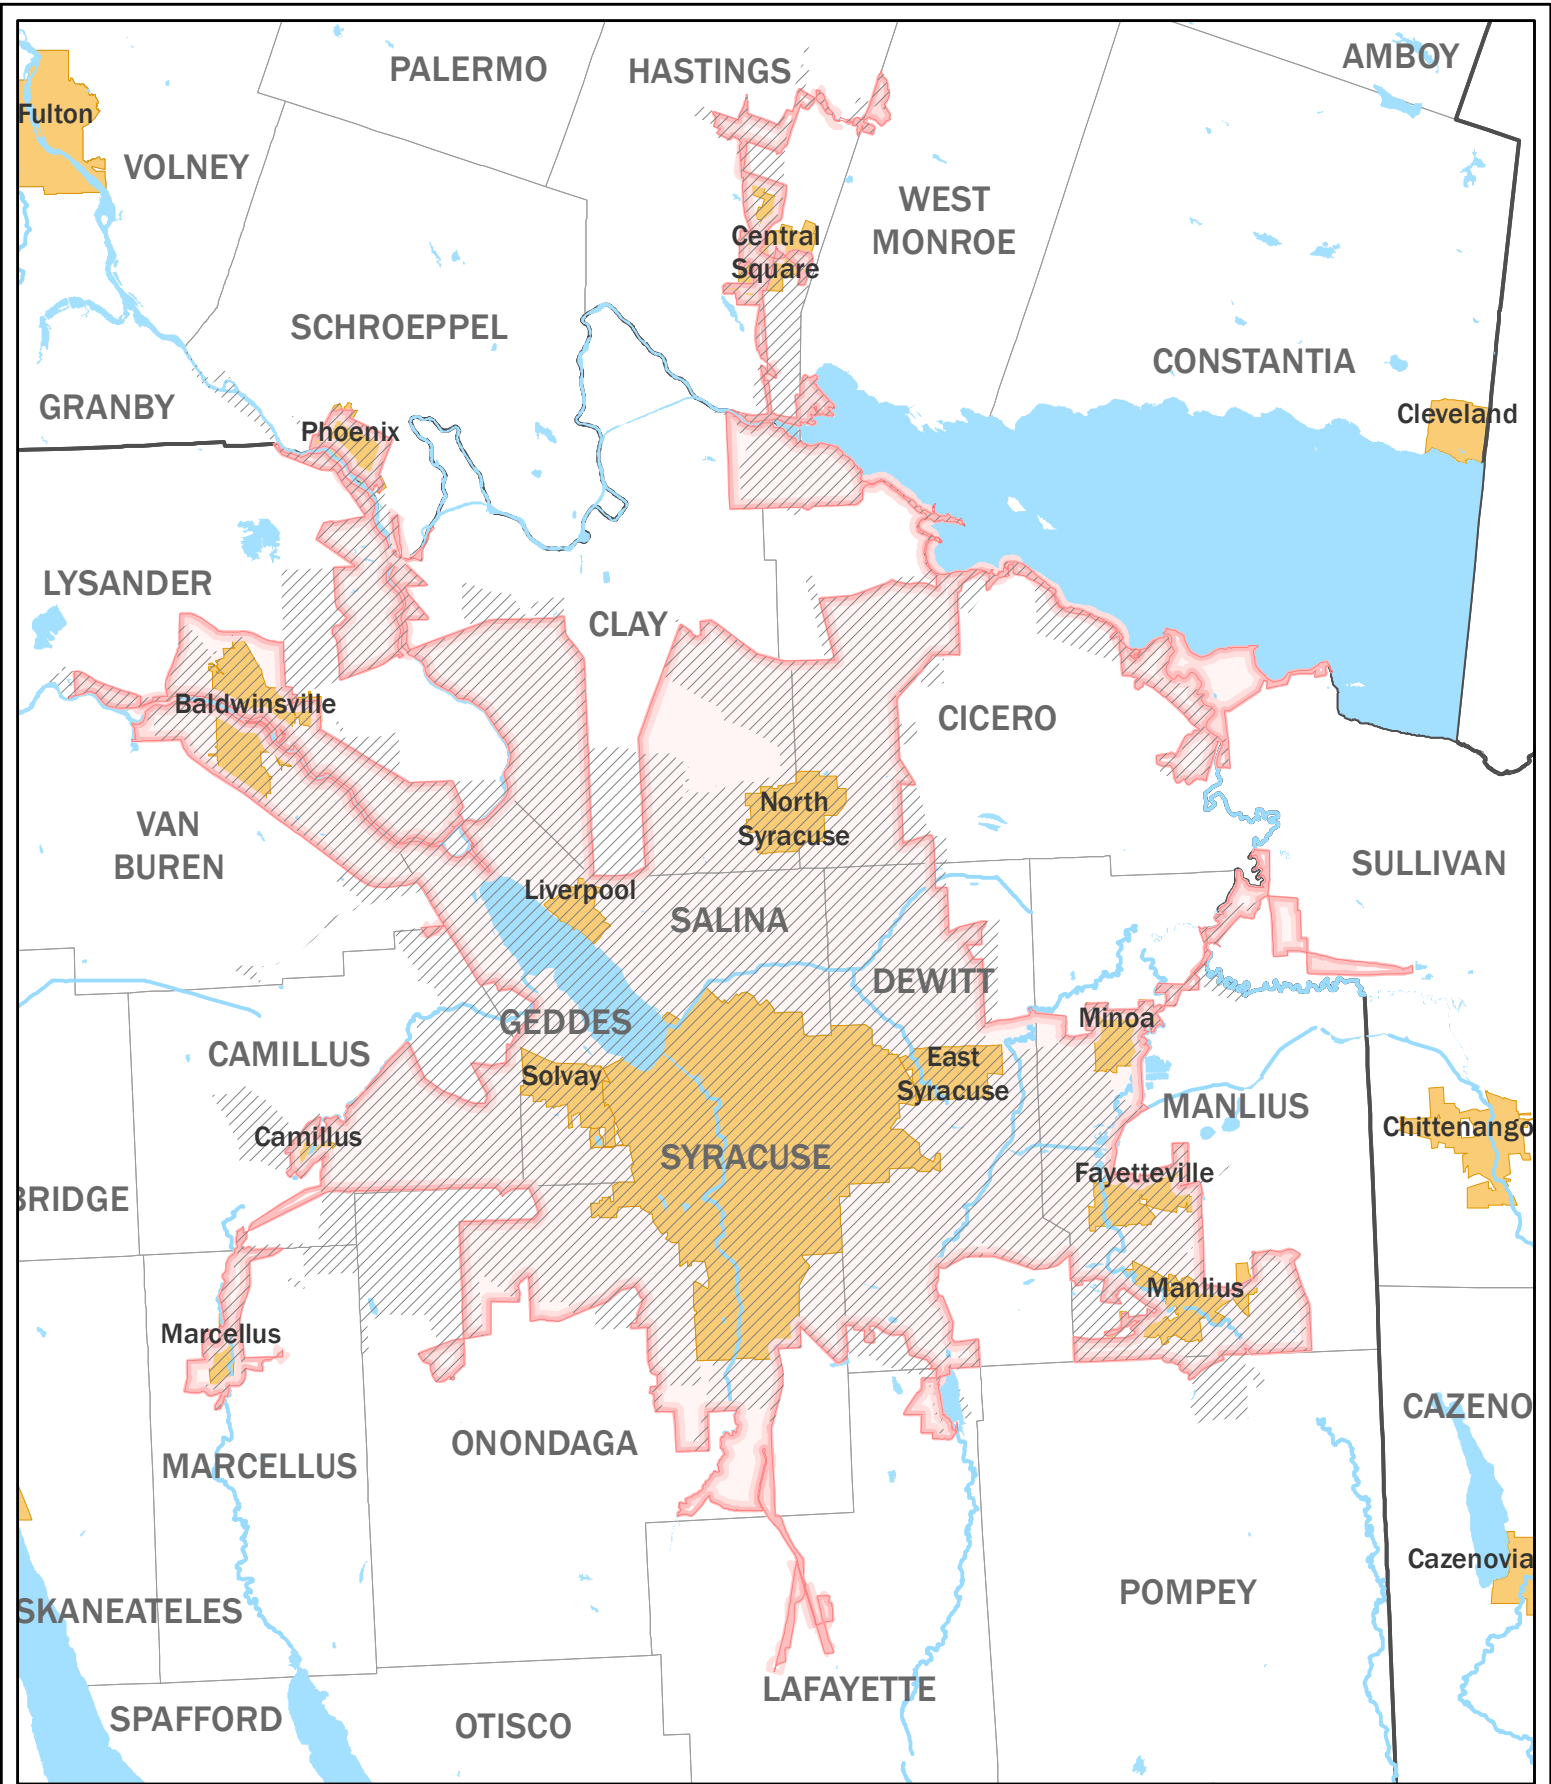 AMBOY
PALERMO
HASTINGS
Fulton
VOLNEY
WEST
MONROE
Central
Square
SCHROEPPEL
CONSTANTIA
GRANBY
Cleveland
Phoenix
LYSANDER
CLAY
Baldwinsville
CICERO
North
Syracuse
VAN
BUREN
SULLIVAN
Liverpool
SALINA
DEWITT
GEDDES
Minoa
CAMILLUS
Solvay
East
Syracuse
MANLIUS
Camillus
Chittenango
SYRACUSE
Fayetteville
BRIDGE
Manlius
Marcellus
CAZENO
ONONDAGA
MARCELLUS
Cazenovia
POMPEY
SKANEATELES
LAFAYETTE
SPAFFORD
OTISCO